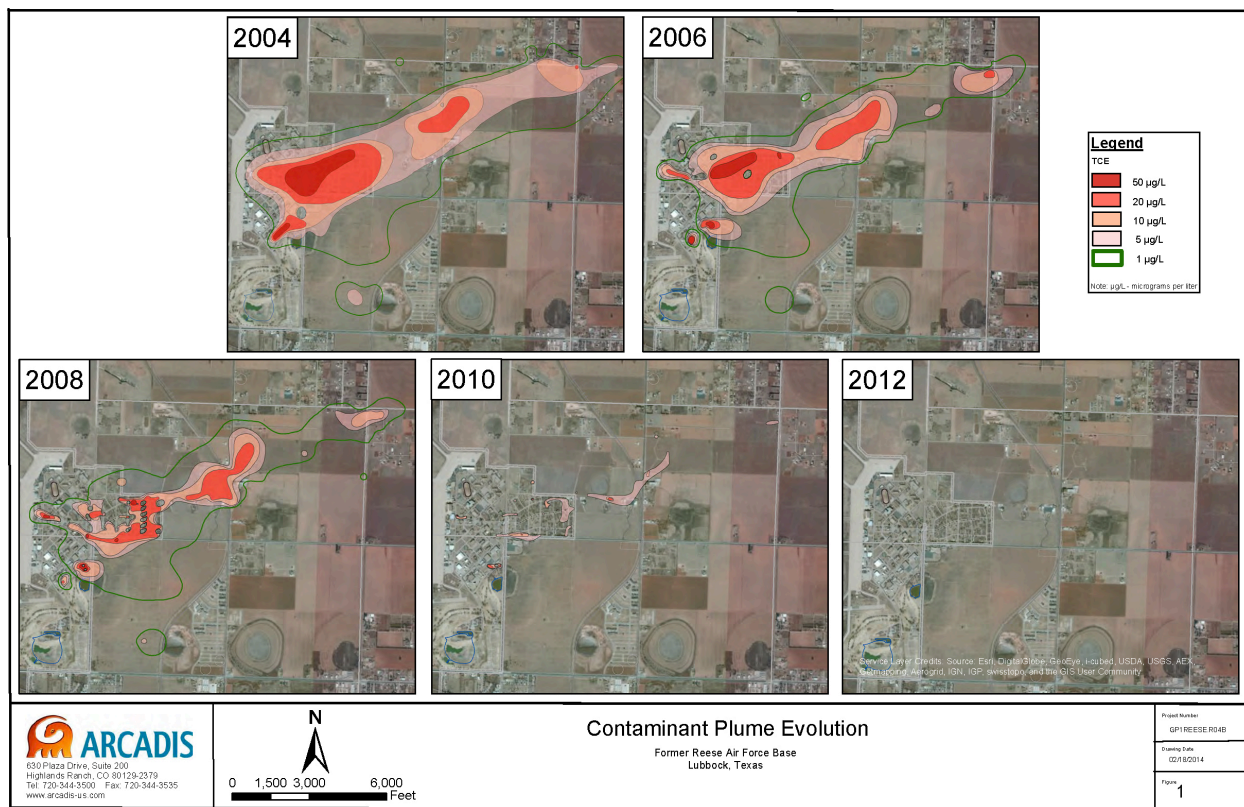 2004
2006
Legend
TCE
50 µg/L
20 µg/L
10 µg/L
5 µg/L
1 µg/L
Note: µg/L - micrograms per liter
2008
2010
2012
Service Layer Credits: Source: Esri, DigitalGlobe, GeoEye, i-cubed, USDA, USGS, AEX,
Getmapping, Aerogrid, IGN, IGP, swisstopo, and the GIS User Community
ARCADIS
630 Plaza Drive, Suite 200
Highlands Ranch, CO 80129-2379
Tel: 720-344-3500 Fax: 720-344-3535
www.arcadis-us.com
N
0 1,500 3,000 6,000
Feet
Contaminant Plume Evolution
Former Reese Air Force Base
Lubbock, Texas
Project Number
GP1REESE.R04B
Drawing Date
02/18/2014
Figure
1